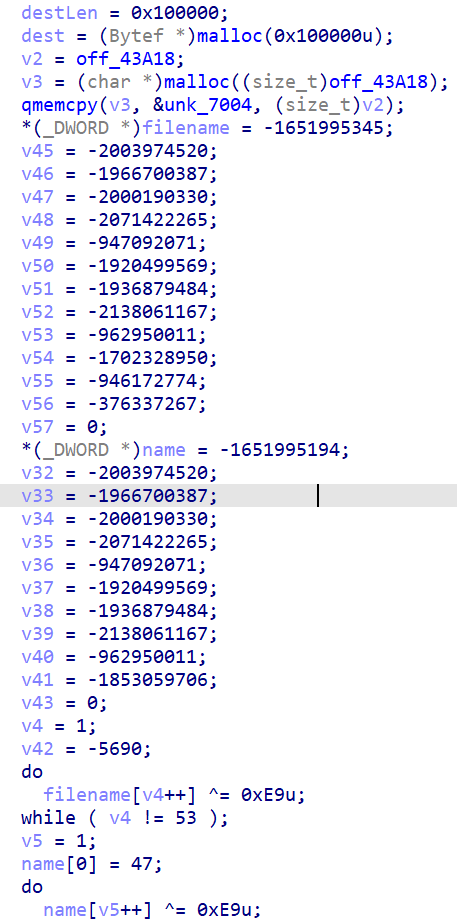 destLen = 0x100000;
dest = (Bytef *)malloc(0x100000u);
v2 = off_43A18;
v3 = (char *)malloc((size_t)off_43A18);
qmemcpy(v3, &unk_7004, (size_t)v2);
*(_DWORD *)filename = -1651995345;
v45 = -2003974520;
v46 = -1966700387;
v47 = -2000190330;
v48 = -2071422265;
v49 = -947092071;
v50 = -1920499569;
v51 = -1936879484;
v52 = -2138061167;
v53 = -962950011;
v54 = -1702328950;
v55 = -946172774;
v56 = -376337267;
v57 = 0;
*(_DWORD *)name = -1651995194;
v32 = -2003974520;
v33 = -1966700387;
v34 = -2000190330;
v35 = -2071422265;
v36 = -947092071;
v37 = -1920499569;
v38 = -1936879484;
v39 = -2138061167;
v40 = -962950011;
v41 = -1853059706;
v43 = 0;
v4 = 1;
v42 = -5690;
do
filename[v4++] ^= 0xE9u;
while ( v4 != 53 );
v5 = 1;
name[0] = 47;
do
name[v5++] ^= 0xE9u;